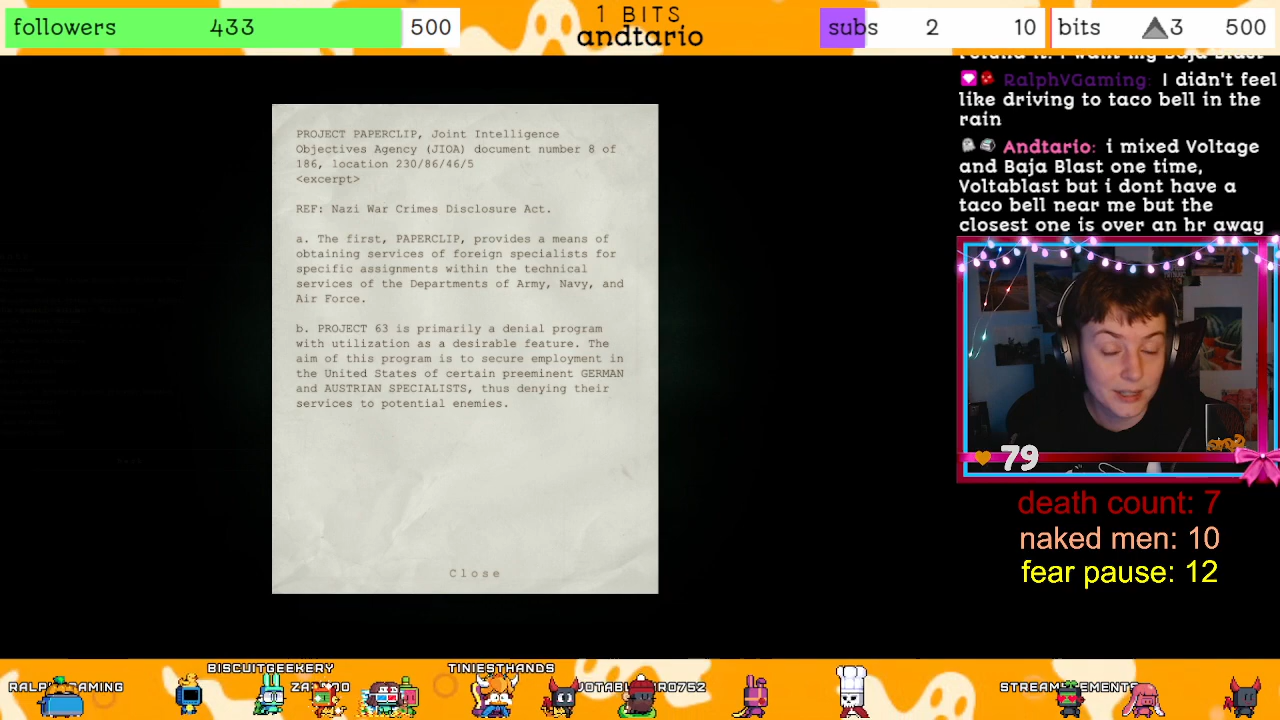 followers 433 500
1 BITS
andtario
subs 2 10
bits 3 500
RalphVGaming: I didn't feel
like driving to taco bell in the
rain
Andtario: i mixed Voltage
and Baja Blast one time,
Voltablast but i dont have a
taco bell near me but the
closest one is over an hr away
PROJECT PAPERCLIP, Joint Intelligence
Objectives Agency (JIOA) document number 8 of
186, location 230/86/46/5
<excerpt>
REF: Nazi War Crimes Disclosure Act.
a. The first, PAPERCLIP, provides a means of
obtaining services of foreign specialists for
specific assignments within the technical
services of the Departments of Army, Navy, and
Air Force.
b. PROJECT 63 is primarily a denial program
with utilization as a desirable feature. The
aim of this program is to secure employment in
the United States of certain preeminent GERMAN
and AUSTRIAN SPECIALISTS, thus denying their
services to potential enemies.
Close
79
death count: 7
naked men: 10
fear pause: 12
BISCUITGEEKERY
TINIESTHANDS